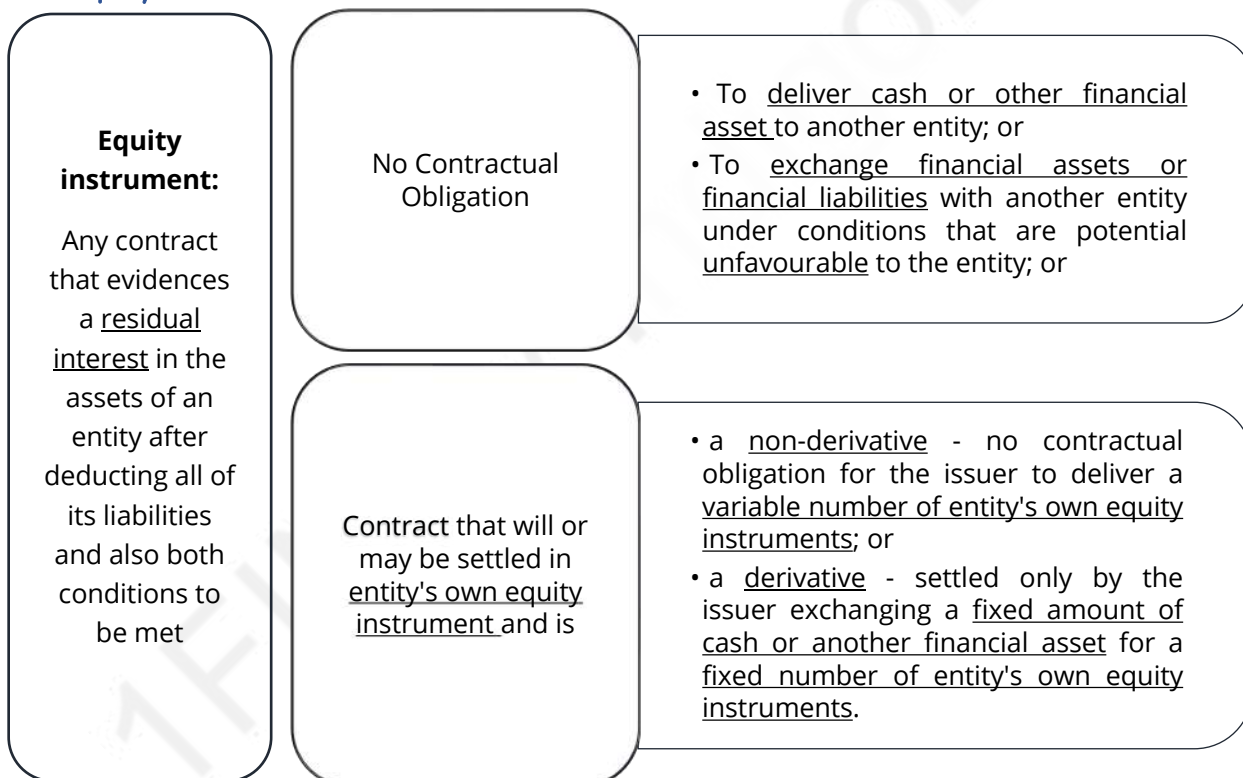 Equity
instrument:
Any contract
that evidences
a residual
interest in the
assets of an
entity after
deducting all of
its liabilities
and also both
conditions to
be met
No Contractual
Obligation
• To deliver cash or other financial
asset to another entity; or
• To exchange financial assets or
financial liabilities with another entity
under conditions that are potential
unfavourable to the entity; or
Contract that will or
may be settled in
entity's own equity
instrument and is
• a non-derivative - no contractual
obligation for the issuer to deliver a
variable number of entity's own equity
instruments; or
• a derivative - settled only by the
issuer exchanging a fixed amount of
cash or another financial asset for a
fixed number of entity's own equity
instruments.